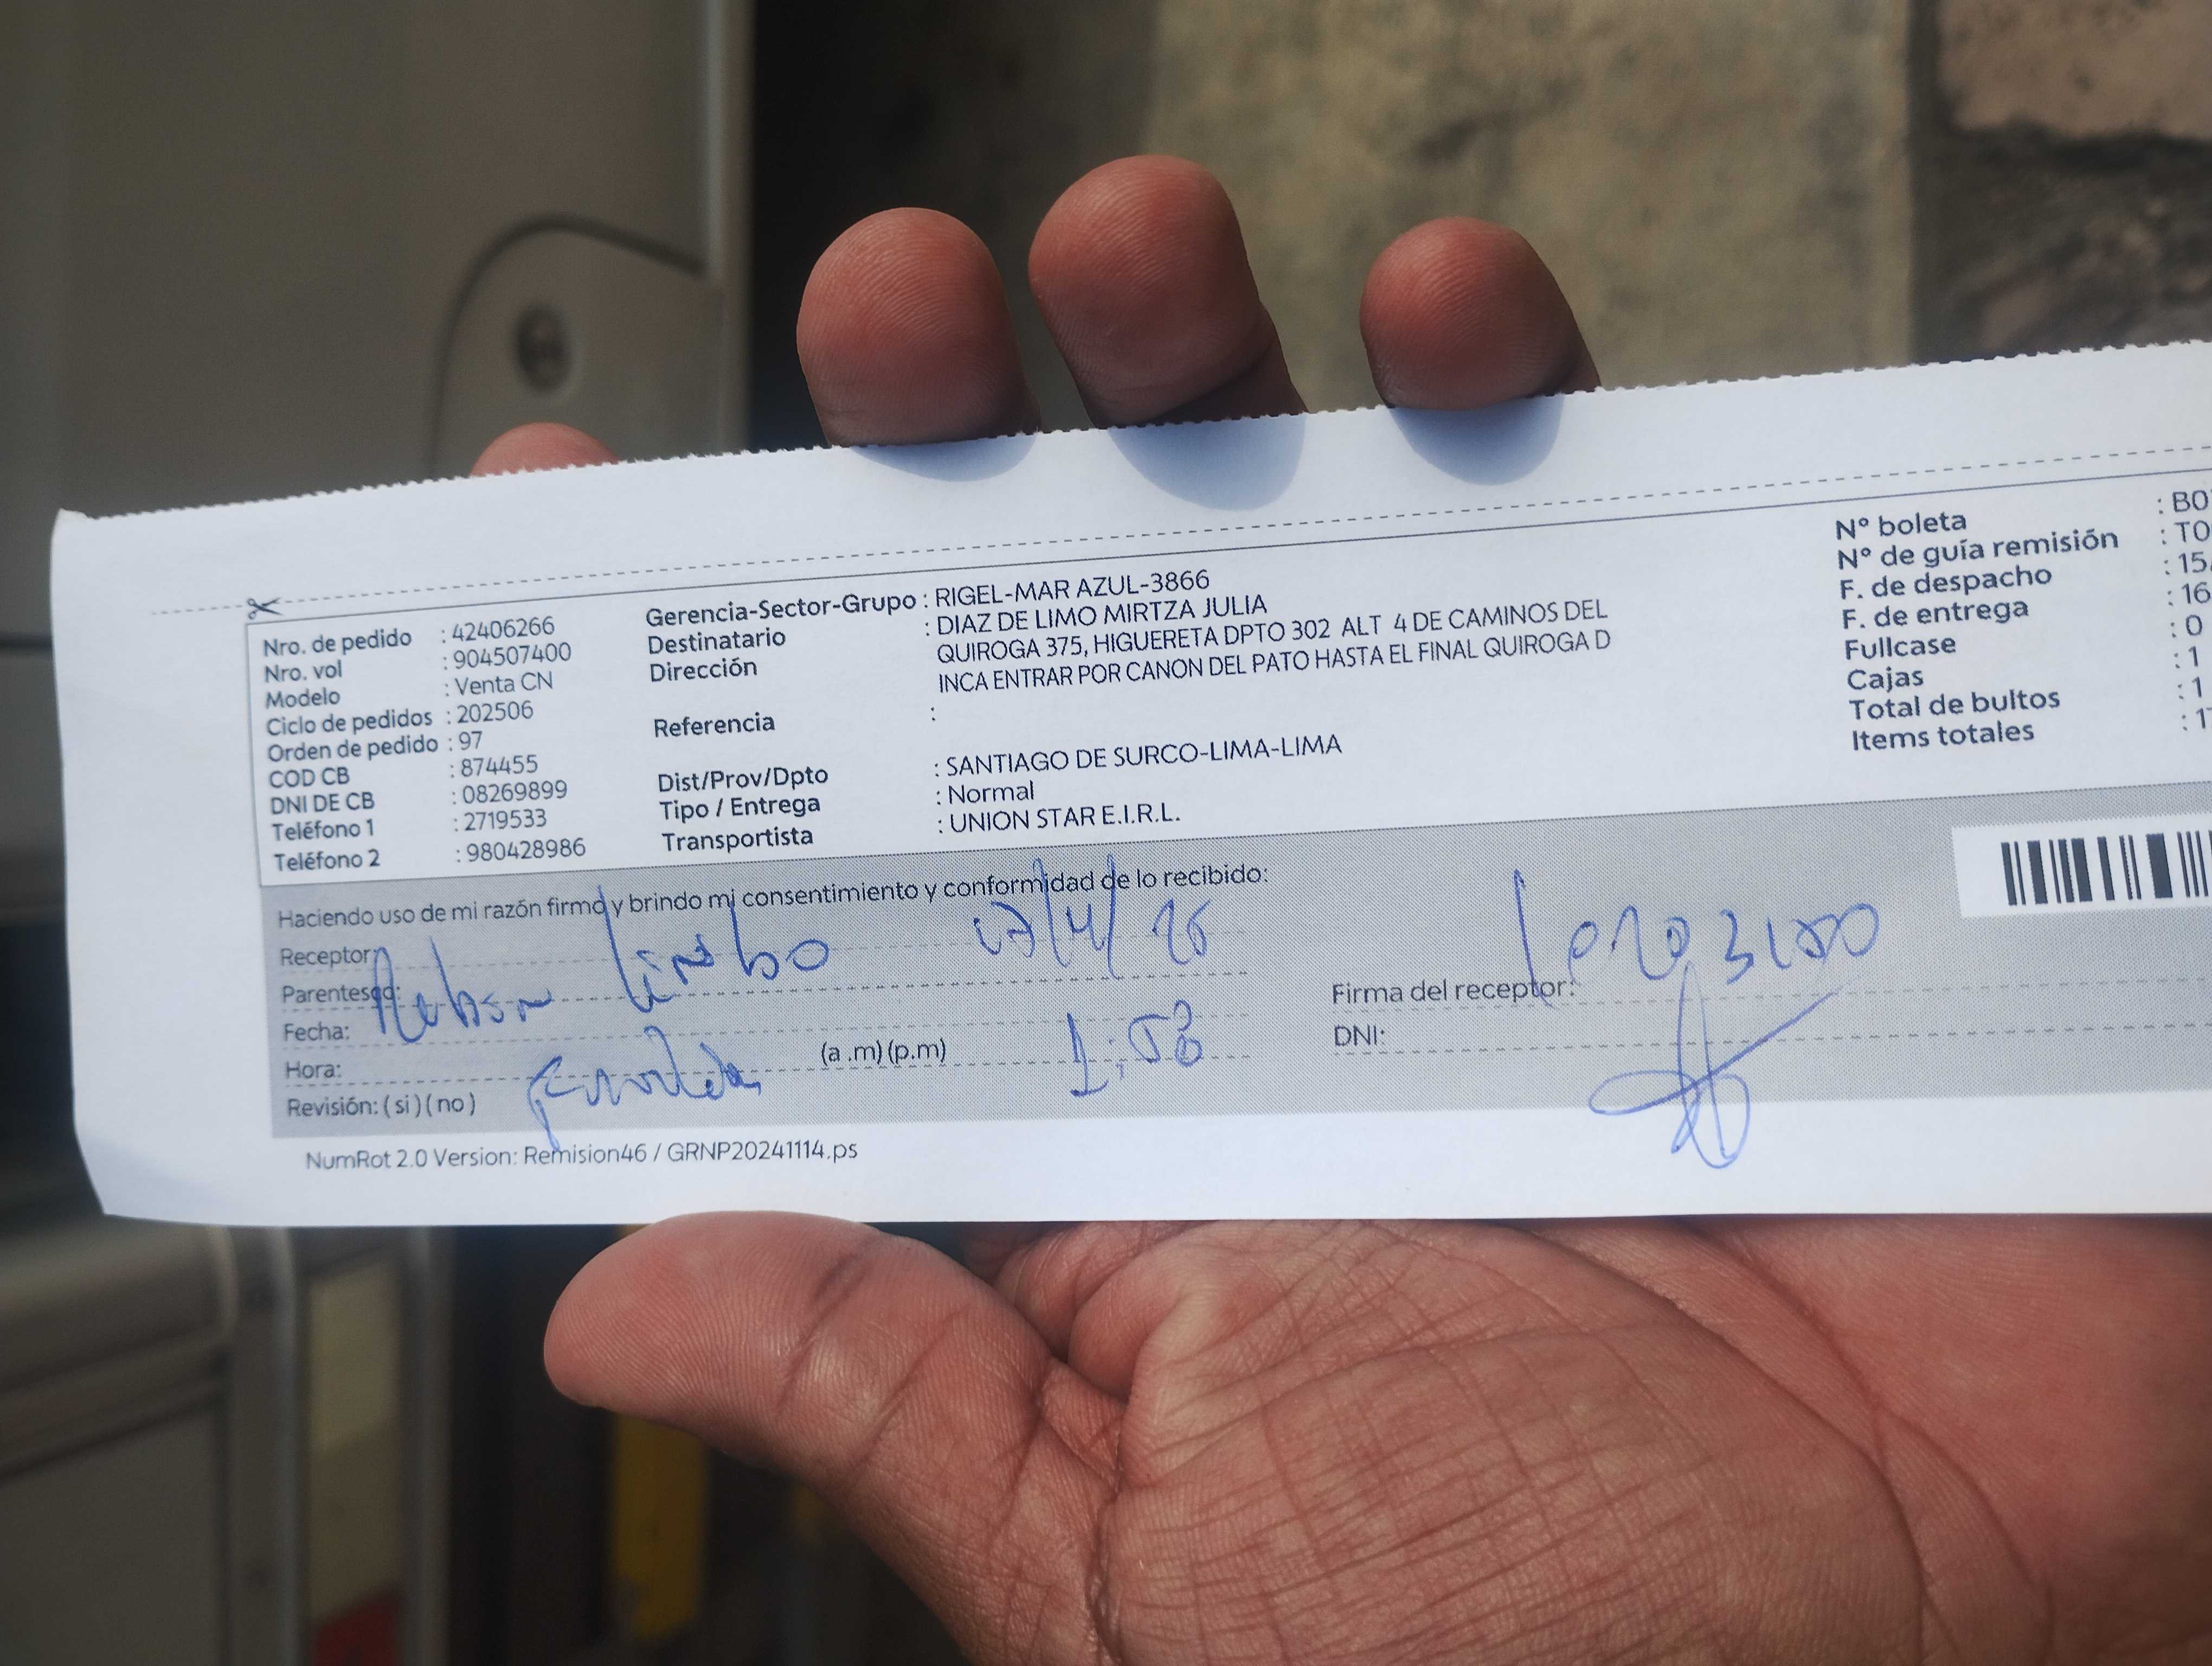 Nro. de pedido : 42406266
Nro. vol : 904507400
Modelo : Venta CN
Ciclo de pedidos : 202506
Orden de pedido : 97
COD CB : 874455
DNI DE CB : 08269899
Teléfono 1 : 2719533
Teléfono 2 : 980428986
Gerencia-Sector-Grupo : RIGEL-MAR AZUL-3866
Destinatario : DIAZ DE LIMO MIRTZA JULIA
Dirección QUIROGA 375, HIGUERETA DPTO 302 ALT 4 DE CAMINOS DEL
INCA ENTRAR POR CANON DEL PATO HASTA EL FINAL QUIROGA D
Referencia :
Dist/Prov/Dpto : SANTIAGO DE SURCO-LIMA-LIMA
Tipo / Entrega : Normal
Transportista : UNION STAR E.I.R.L.
N° boleta : B0
N° de guía remisión : T0
F. de despacho : 15
F. de entrega : 16
Fullcase : 0
Cajas : 1
Total de bultos : 1
Items totales : 1
Haciendo uso de mi razón firmo y brindo mi consentimiento y conformidad de lo recibido:
Receptor:
Parentesco:
Fecha:
Hora: (a .m) (p.m) 1:58
Revisión: ( si ) ( no )
Firma del receptor:
DNI:
NumRot 2.0 Version: Remision46 / GRNP20241114.ps